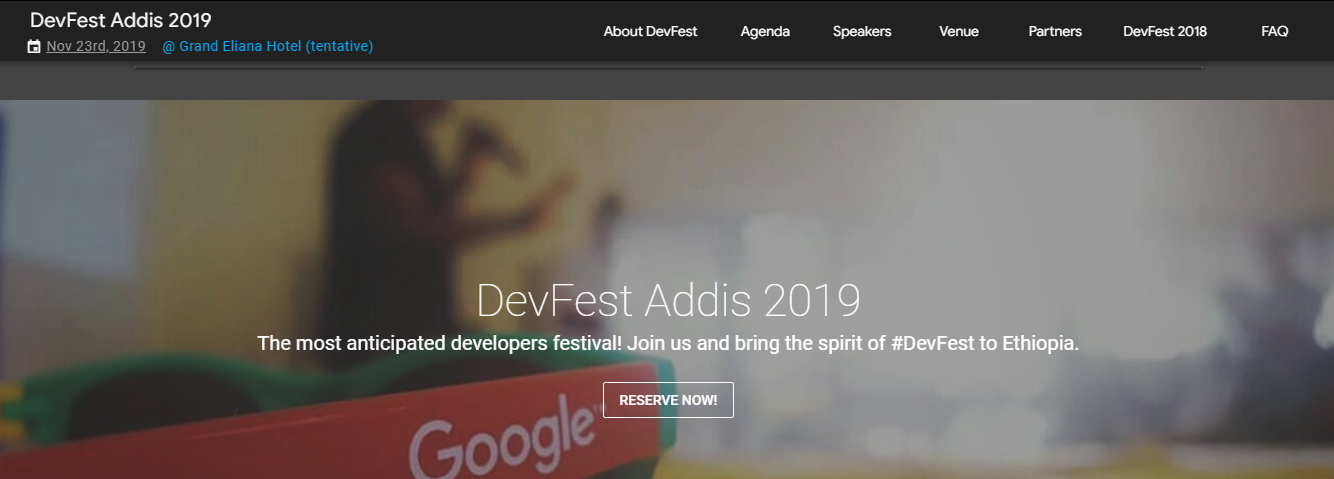 DevFest Addis 2019
Nov 23rd, 2019 @ Grand Eliana Hotel (tentative)
About DevFest Agenda Speakers Venue Partners DevFest 2018 FAQ
DevFest Addis 2019
The most anticipated developers festival! Join us and bring the spirit of #DevFest to Ethiopia.
RESERVE NOW!
Google™